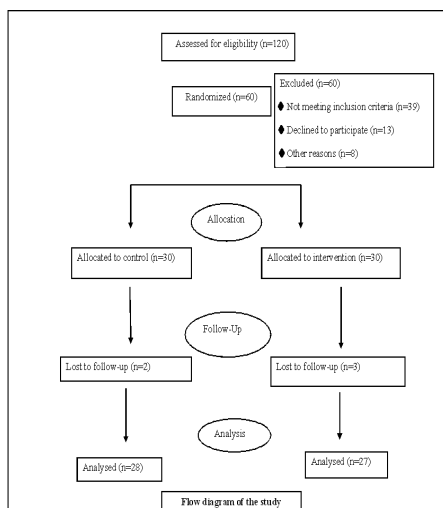 Assessed for eligibility (n=120)
Excluded (n=60)
Randomized (n=60)
♦ Not meeting inclusion criteria (n=39)
♦ Declined to participate (n=13)
♦ Other reasons (n=8)
Allocation
Allocated to control (n=30)
Allocated to intervention (n=30)
Follow-Up
Lost to follow-up (n=2)
Lost to follow-up (n=3)
Analysis
Analysed (n=28)
Analysed (n=27)
Flow diagram of the study